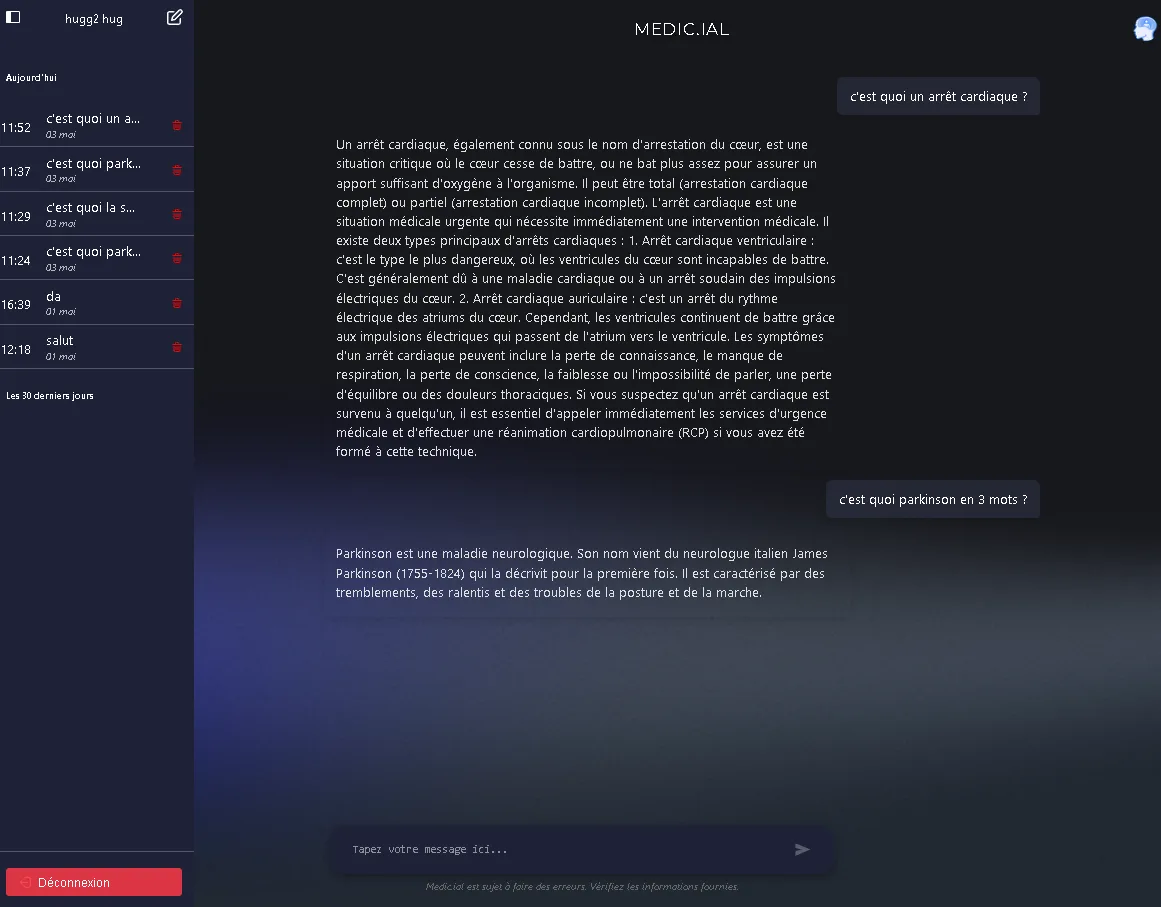 hugg2 hug
Aujourd'hui
11:52 c'est quoi un a...
03 mai
11:37 c'est quoi park...
03 mai
11:29 c'est quoi la s...
03 mai
11:24 c'est quoi park...
03 mai
16:39 da
01 mai
12:18 salut
01 mai
Les 30 derniers jours
Déconnexion
MEDIC.IAL
c'est quoi un arrêt cardiaque ?
Un arrêt cardiaque, également connu sous le nom d'arrestation du cœur, est une
situation critique où le cœur cesse de battre, ou ne bat plus assez pour assurer un
apport suffisant d'oxygène à l'organisme. Il peut être total (arrestation cardiaque
complet) ou partiel (arrestation cardiaque incomplet). L'arrêt cardiaque est une
situation médicale urgente qui nécessite immédiatement une intervention médicale. Il
existe deux types principaux d'arrêts cardiaques : 1. Arrêt cardiaque ventriculaire :
c'est le type le plus dangereux, où les ventricules du cœur sont incapables de battre.
C'est généralement dû à une maladie cardiaque ou à un arrêt soudain des impulsions
électriques du cœur. 2. Arrêt cardiaque auriculaire : c'est un arrêt du rythme
électrique des atriums du cœur. Cependant, les ventricules continuent de battre grâce
aux impulsions électriques qui passent de l'atrium vers le ventricule. Les symptômes
d'un arrêt cardiaque peuvent inclure la perte de connaissance, le manque de
respiration, la perte de conscience, la faiblesse ou l'impossibilité de parler, une perte
d'équilibre ou des douleurs thoraciques. Si vous suspectez qu'un arrêt cardiaque est
survenu à quelqu'un, il est essentiel d'appeler immédiatement les services d'urgence
médicale et d'effectuer une réanimation cardiopulmonaire (RCP) si vous avez été
formé à cette technique.
c'est quoi parkinson en 3 mots ?
Parkinson est une maladie neurologique. Son nom vient du neurologue italien James
Parkinson (1755-1824) qui la décrivit pour la première fois. Il est caractérisé par des
tremblements, des ralentis et des troubles de la posture et de la marche.
Tapez votre message ici...
Medic.ial est sujet à faire des erreurs. Vérifiez les informations fournies.